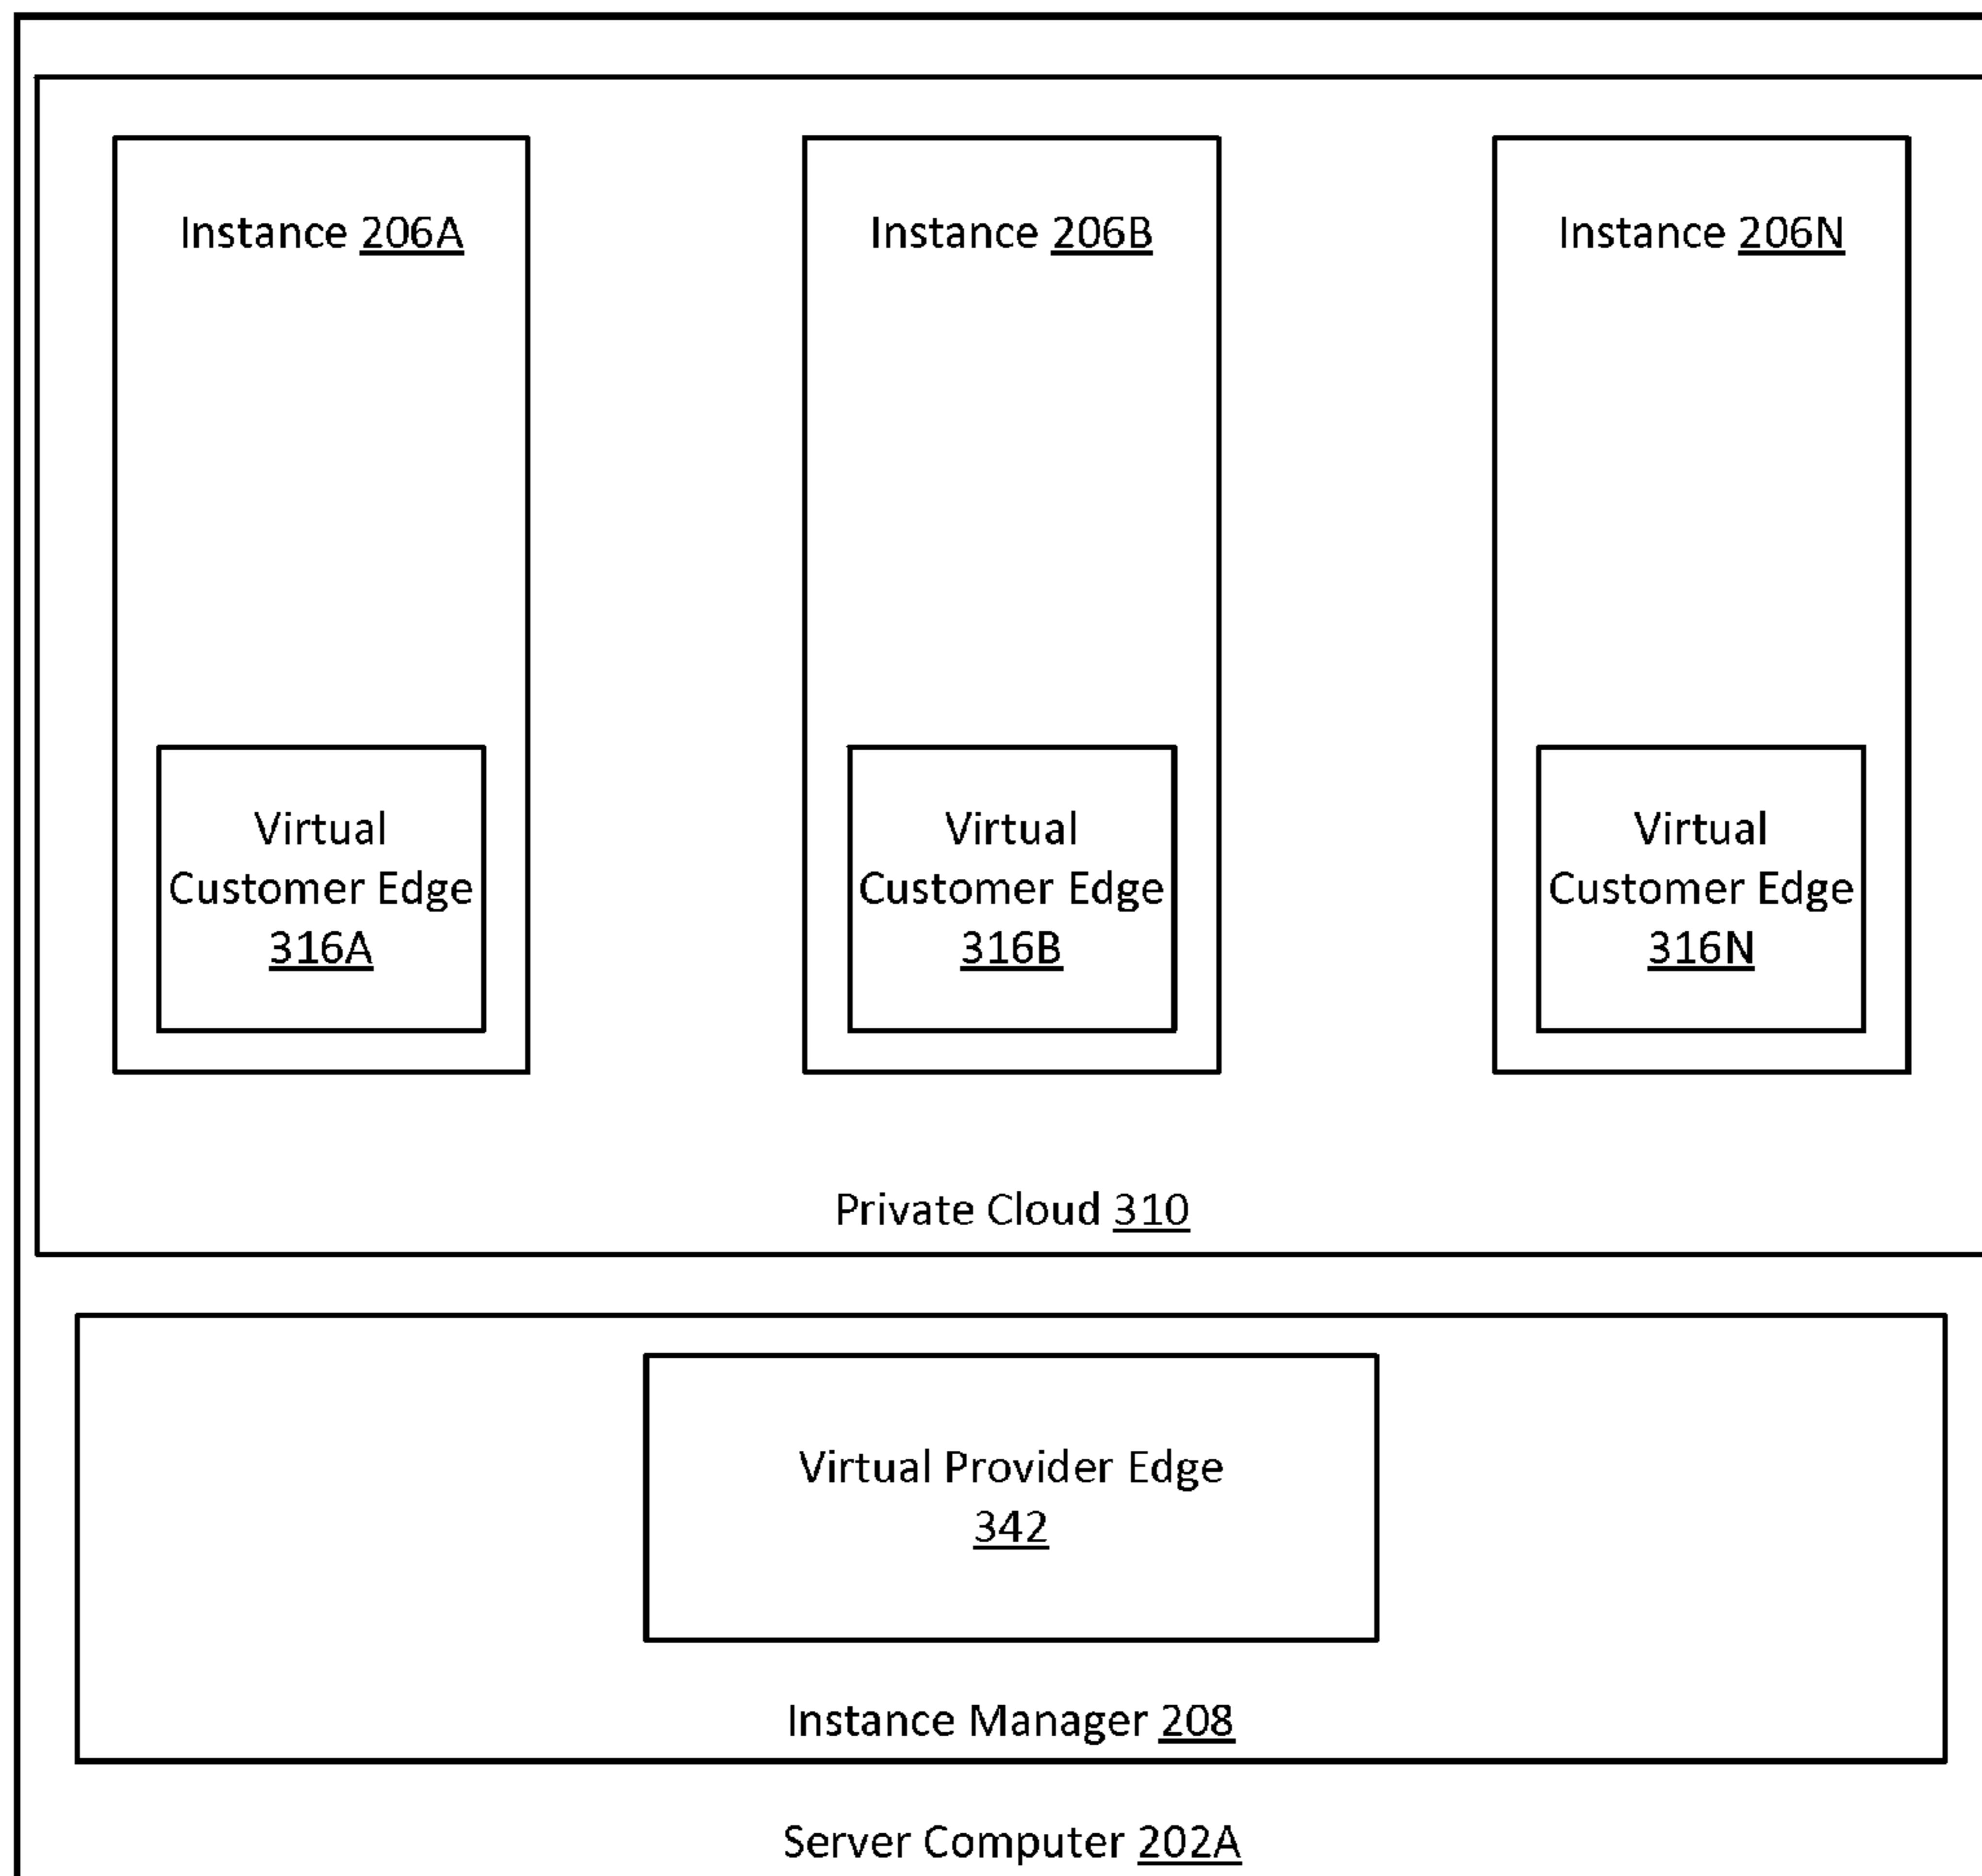 Instance 206A
Instance 206B
Instance 206N
Virtual
Customer Edge
316A
Virtual
Customer Edge
316B
Virtual
Customer Edge
316N
Private Cloud 310
Virtual Provider Edge
342
Instance Manager 208
Server Computer 202A